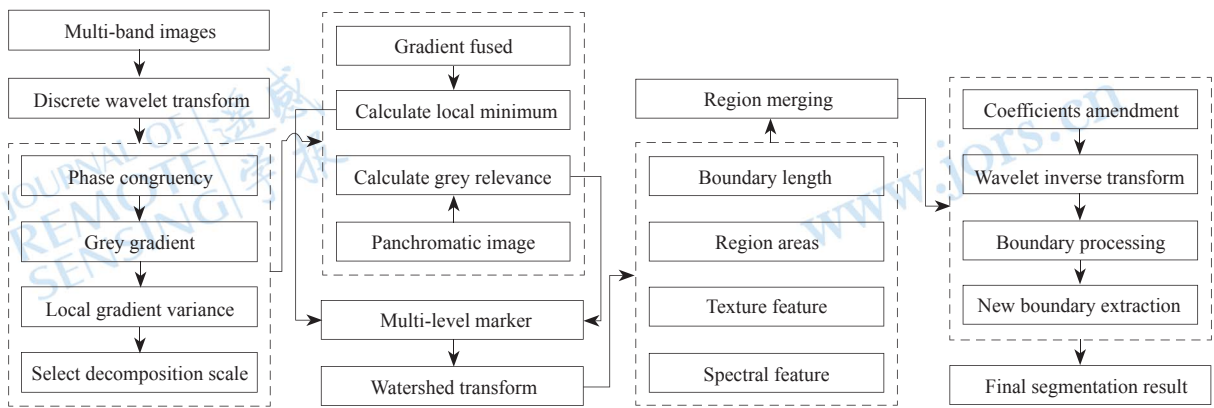 Multi-band images
Discrete wavelet transform
Phase congruency
Grey gradient
Local gradient variance
Select decomposition scale
Gradient fused
Calculate local minimum
Calculate grey relevance
Panchromatic image
Multi-level marker
Watershed transform
Region merging
Boundary length
Region areas
Texture feature
Spectral feature
Coefficients amendment
Wavelet inverse transform
Boundary processing
New boundary extraction
Final segmentation result
JOURNAL OF
REMOTE
SENSING
遥感
学报
www.jors.cn